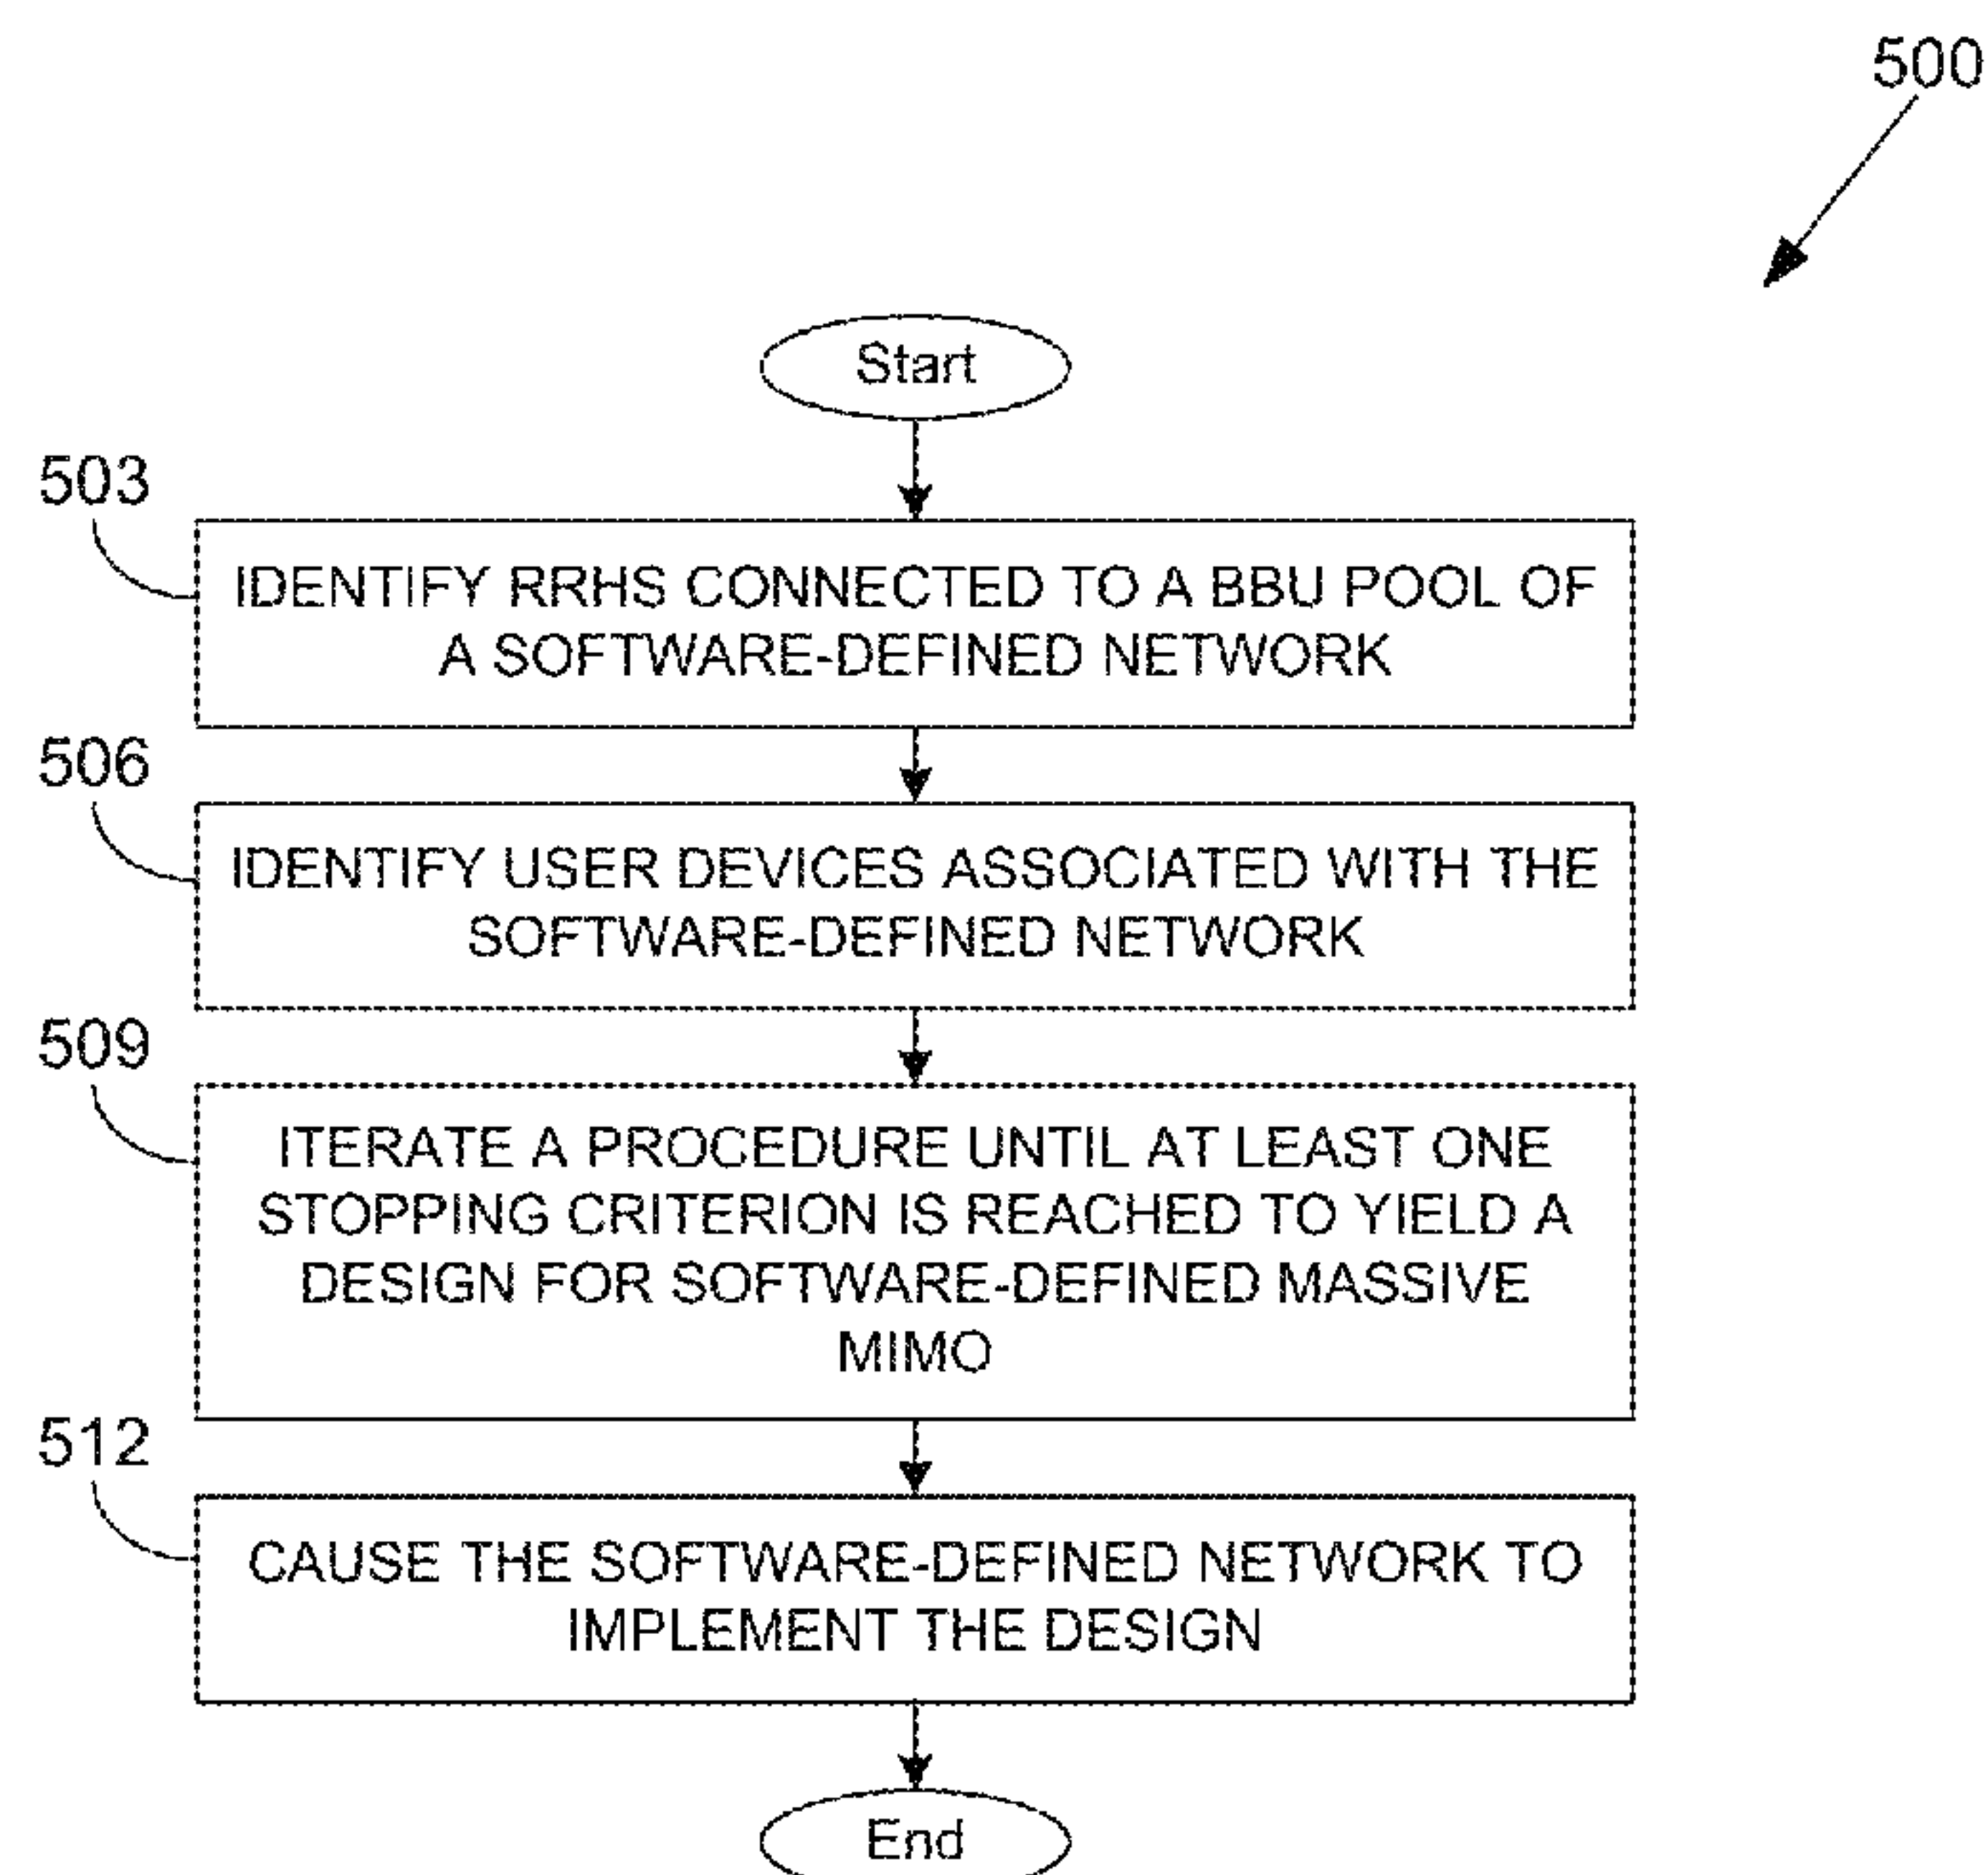 500
Start
503
IDENTIFY RRHS CONNECTED TO A BBU POOL OF
A SOFTWARE-DEFINED NETWORK
506
IDENTIFY USER DEVICES ASSOCIATED WITH THE
SOFTWARE-DEFINED NETWORK
509
ITERATE A PROCEDURE UNTIL AT LEAST ONE
STOPPING CRITERION IS REACHED TO YIELD A
DESIGN FOR SOFTWARE-DEFINED MASSIVE
MIMO
512
CAUSE THE SOFTWARE-DEFINED NETWORK TO
IMPLEMENT THE DESIGN
End